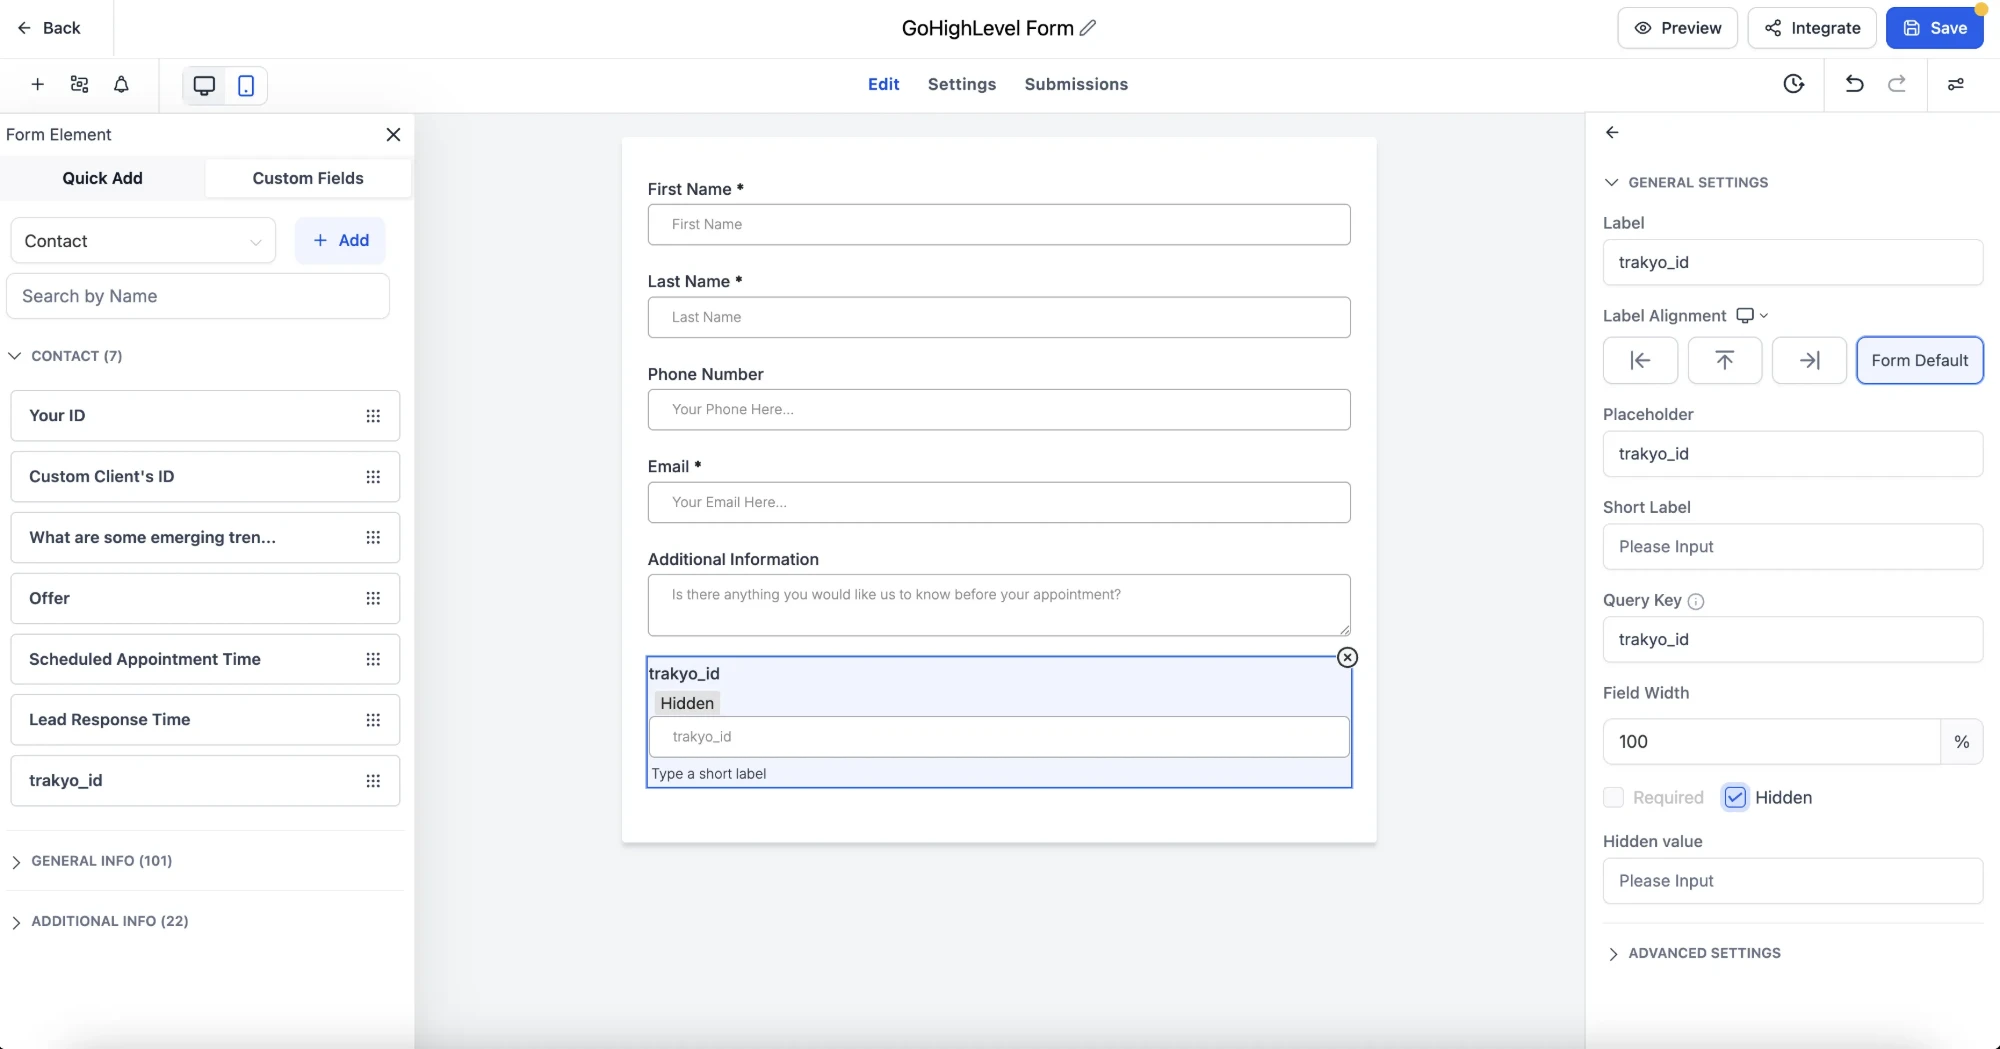 Back
GoHighLevel Form
Preview
Integrate
Save
Edit
Settings
Submissions
Form Element
Quick Add
Custom Fields
Contact
Add
Search by Name
CONTACT (7)
Your ID
Custom Client's ID
What are some emerging tren...
Offer
Scheduled Appointment Time
Lead Response Time
trakyo_id
GENERAL INFO (101)
ADDITIONAL INFO (22)
First Name *
First Name
Last Name *
Last Name
Phone Number
Your Phone Here...
Email *
Your Email Here...
Additional Information
Is there anything you would like us to know before your appointment?
trakyo_id
Hidden
trakyo_id
Type a short label
GENERAL SETTINGS
Label
trakyo_id
Label Alignment
Form Default
Placeholder
trakyo_id
Short Label
Please Input
Query Key
trakyo_id
Field Width
100 %
Required Hidden
Hidden value
Please Input
ADVANCED SETTINGS